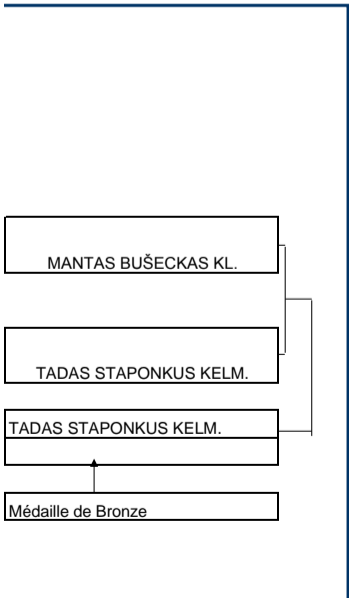 MANTAS BUŠECKAS KL.
TADAS STAPONKUS KELM.
TADAS STAPONKUS KELM.
Médaille de Bronze